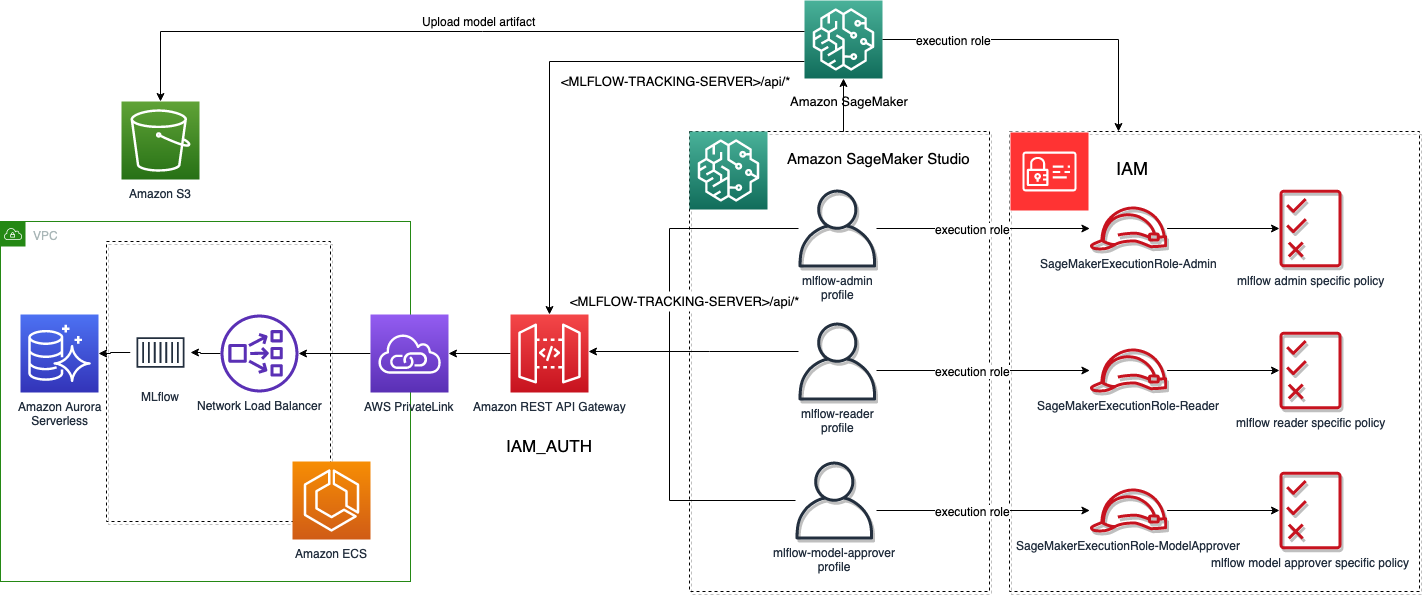 Upload model artifact
execution role
<MLFLOW-TRACKING-SERVER>/api/*
Amazon SageMaker
Amazon S3
Amazon SageMaker Studio
IAM
VPC
execution role
SageMakerExecutionRole-Admin
mlflow-admin
profile
mlflow admin specific policy
<MLFLOW-TRACKING-SERVER>/api/*
Amazon Aurora
Serverless
MLflow
Network Load Balancer
AWS PrivateLink
Amazon REST API Gateway
IAM_AUTH
execution role
mlflow-reader
profile
SageMakerExecutionRole-Reader
mlflow reader specific policy
Amazon ECS
execution role
mlflow-model-approver
profile
SageMakerExecutionRole-ModelApprover
mlflow model approver specific policy